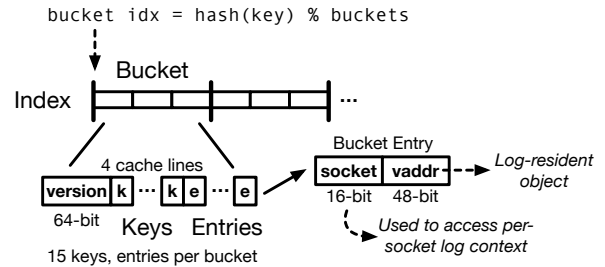 bucket idx = hash(key) % buckets
Bucket
Index
...
4 cache lines
version k ... k e ... e
64-bit
Keys Entries
15 keys, entries per bucket
Bucket Entry
socket vaddr
16-bit 48-bit
Log-resident
object
Used to access per-
socket log context